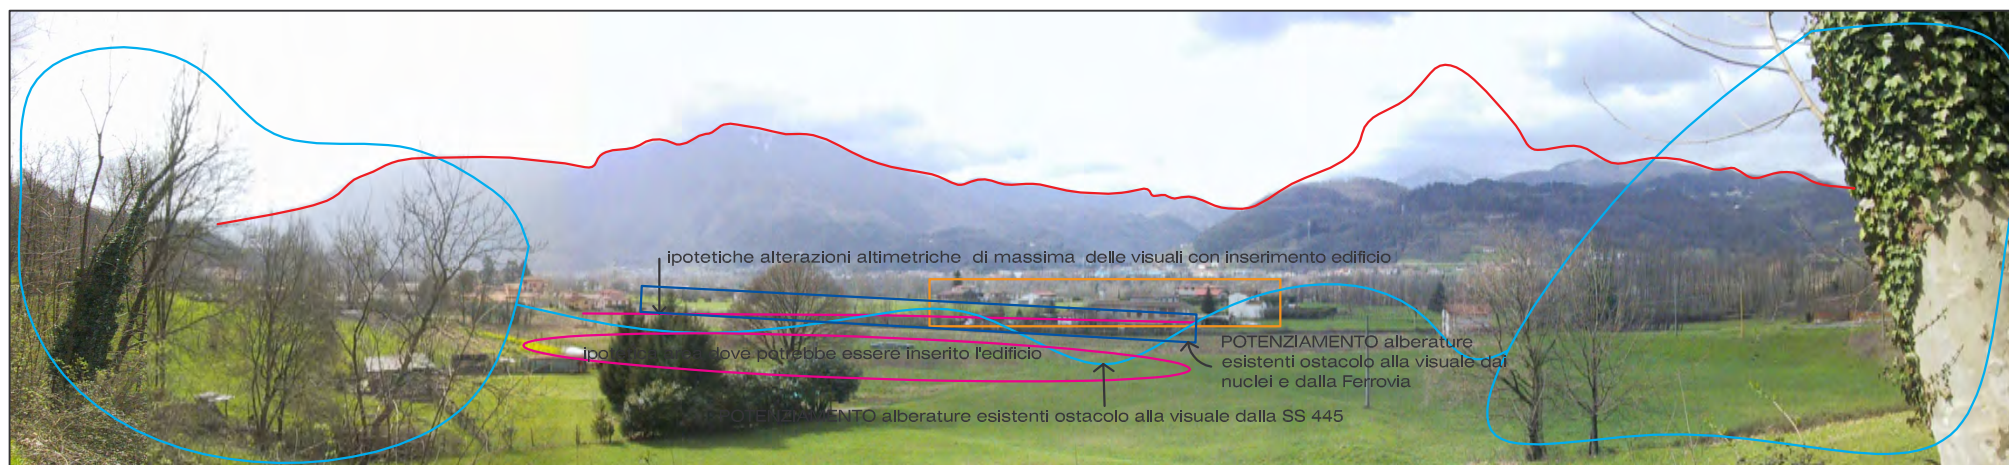 ipotetiche alterazioni altimetriche di massima delle visuali con inserimento edificio
dove potrebbe essere inserito l'edificio
POTENZIAMENTO alberature
esistenti ostacolo alla visuale dai
nuclei e dalla Ferrovia
POTENZIAMENTO alberature esistenti ostacolo alla visuale dalla SS 445